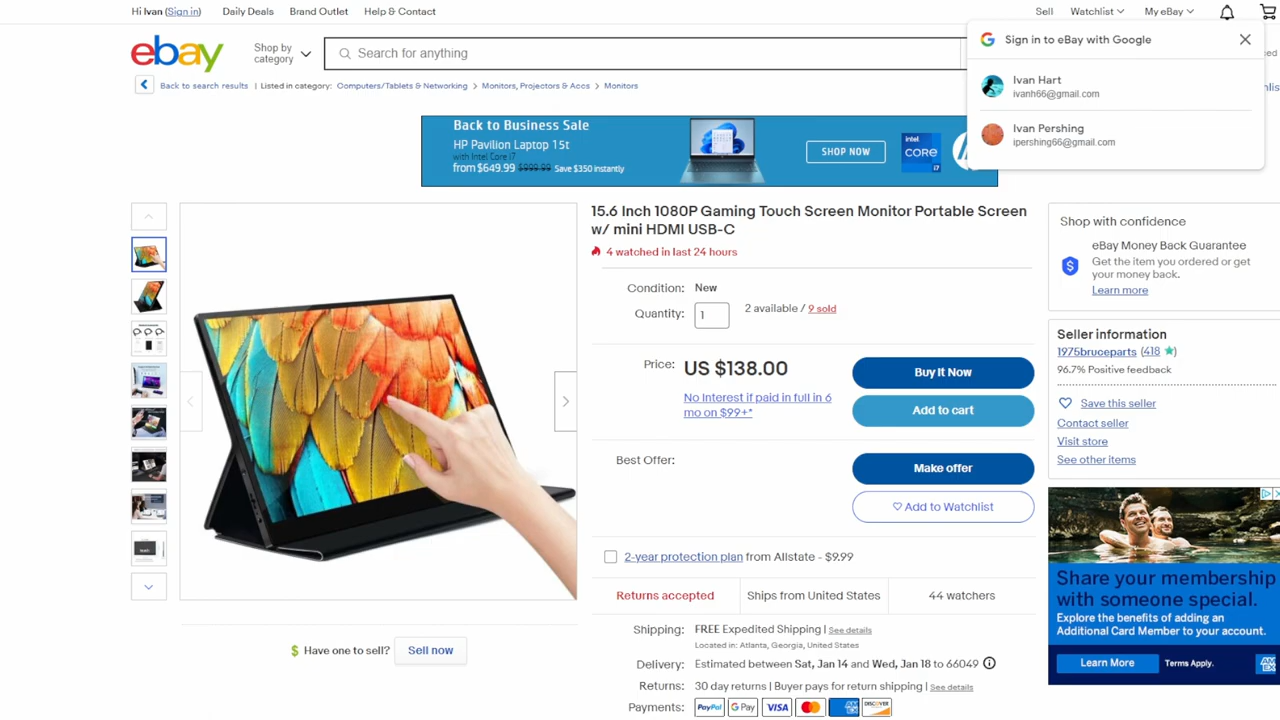 Hi Ivan (Sign in) Daily Deals Brand Outlet Help & Contact Sell Watchlist My eBay
ebay Shop by category Search for anything
Back to search results | Listed in category: Computers/Tablets & Networking > Monitors, Projectors & Accs > Monitors
Sign in to eBay with Google
Ivan Hart
ivanh66@gmail.com
Ivan Pershing
ipershing66@gmail.com
Back to Business Sale
HP Pavilion Laptop 15t
with Intel Core i7
from $649.99 $999.99 Save $350 instantly
SHOP NOW
intel
CORE
i7
15.6 Inch 1080P Gaming Touch Screen Monitor Portable Screen
w/ mini HDMI USB-C
4 watched in last 24 hours
Condition: New
Quantity: 1 2 available / 9 sold
Price: US $138.00
No Interest if paid in full in 6
mo on $99+*
Buy It Now
Add to cart
Best Offer:
Make offer
Add to Watchlist
2-year protection plan from Allstate - $9.99
Returns accepted Ships from United States 44 watchers
Shipping: FREE Expedited Shipping | See details
Located in: Atlanta, Georgia, United States
Delivery: Estimated between Sat, Jan 14 and Wed, Jan 18 to 66049
Returns: 30 day returns | Buyer pays for return shipping | See details
Payments: PayPal G Pay VISA DISCOVER
$ Have one to sell? Sell now
Shop with confidence
eBay Money Back Guarantee
Get the item you ordered or get
your money back.
Learn more
Seller information
1975bruceparts (418)
96.7% Positive feedback
Save this seller
Contact seller
Visit store
See other items
Share your membership
with someone special.
Explore the benefits of adding an
Additional Card Member to your account.
Learn More Terms Apply.